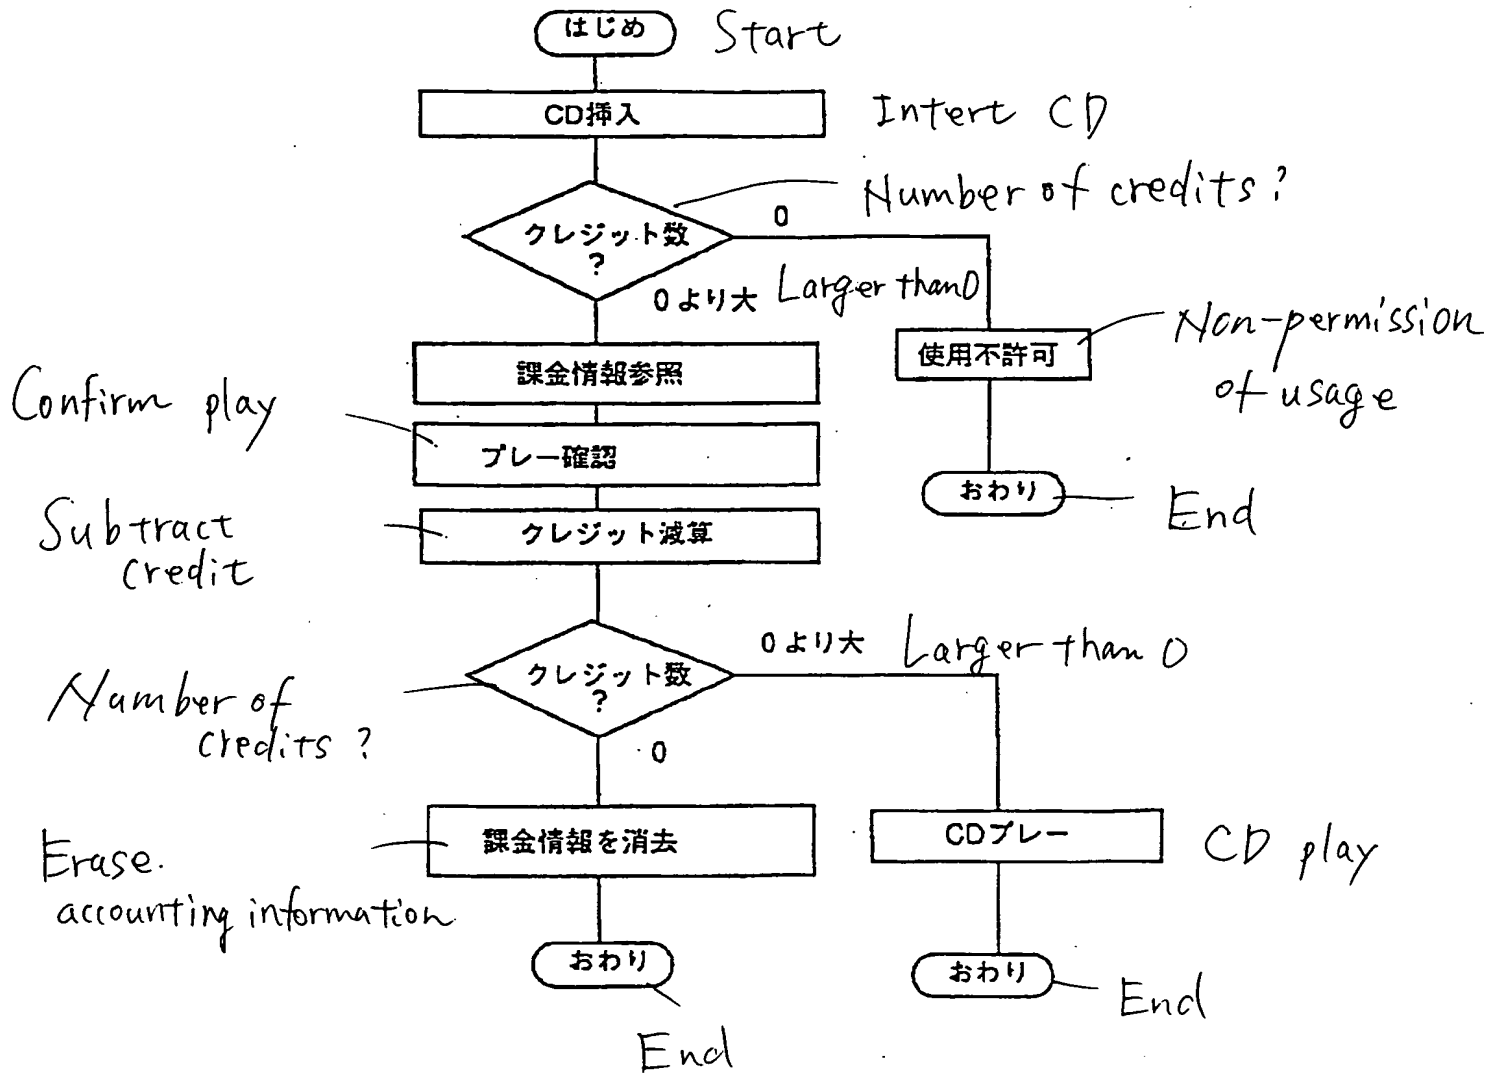 はじめ Start
CD挿入 Intert CD
Number of credits?
クレジット数
?
0
0より大 Larger than 0
使用不許可
Non-permission
of usage
課金情報参照
Confirm play
プレー確認
おわり End
Subtract
credit
クレジット減算
0より大 Larger than 0
クレジット数
?
Number of
credits?
0
課金情報を消去
Erase.
accounting information
CDプレー CD play
おわり End
おわり End